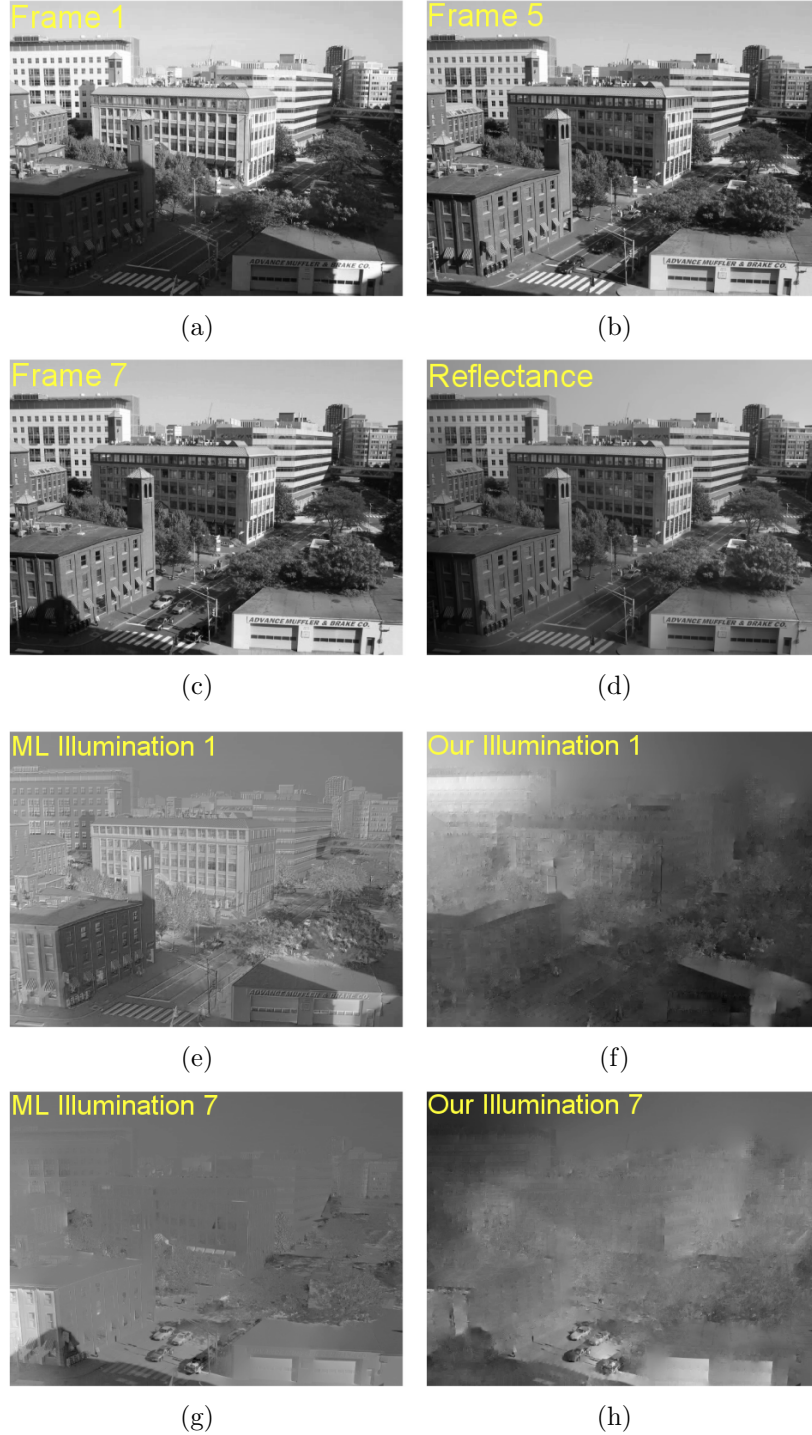 Frame 1
Frame 5
ADVANCE MUFFLER & BRAKE CO.
ADVANCE MUFFLER & BRAKE CO.
(a)
(b)
Frame 7
Reflectance
ADVANCE MUFFLER & BRAKE CO.
ADVANCE MUFFLER & BRAKE CO.
(c)
(d)
ML Illumination 1
Our Illumination 1
(e)
(f)
ML Illumination 7
Our Illumination 7
(g)
(h)